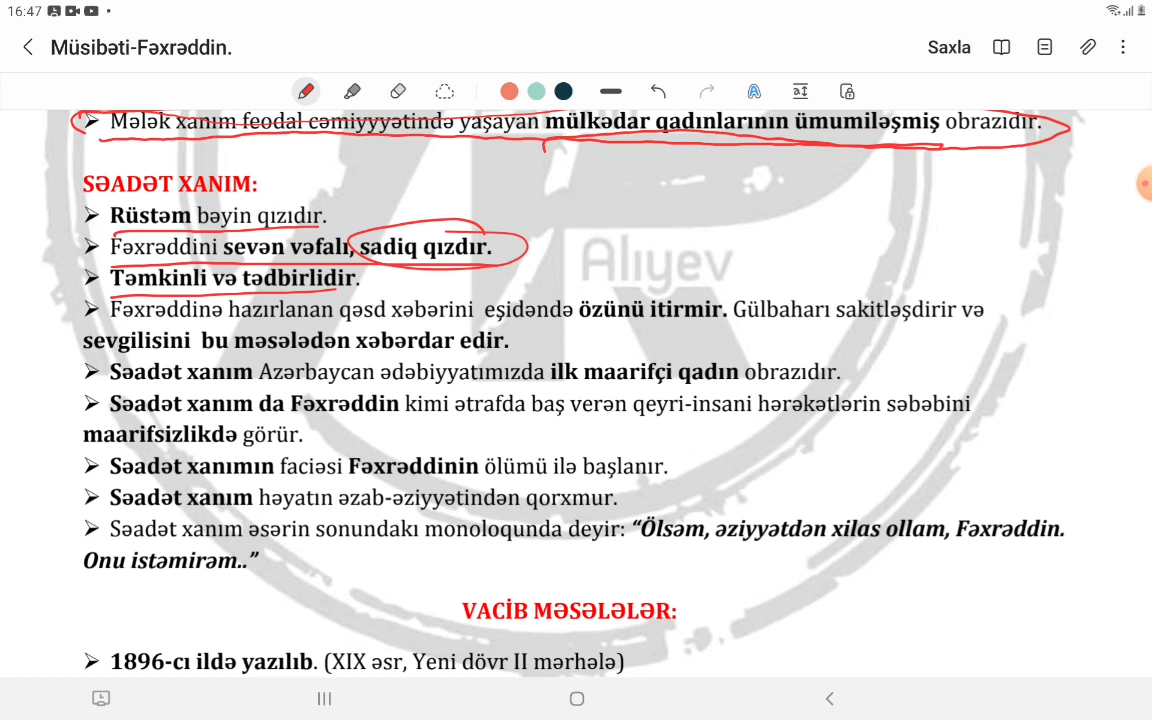 16:47
Müsibəti-Fəxrəddin.
Saxla
➤ Mələk xanım feodal cəmiyyyətində yaşayan mülkədar qadınlarının ümumiləşmiş obrazıdır.
SƏADƏT XANIM:
➤ Rüstəm bəyin qızıdır.
➤ Fəxrəddini sevən vəfalı, sadiq qızdır.
➤ Təmkinli və tədbirlidir.
➤ Fəxrəddinə hazırlanan qəsd xəbərini eşidəndə özünü itirmir. Gülbaharı sakitləşdirir və
sevgilisini bu məsələdən xəbərdar edir.
➤ Səadət xanım Azərbaycan ədəbiyyatımızda ilk maarifçi qadın obrazıdır.
➤ Səadət xanım da Fəxrəddin kimi ətrafda baş verən qeyri-insani hərəkətlərin səbəbini
maarifsizlikdə görür.
➤ Səadət xanımın faciəsi Fəxrəddinin ölümü ilə başlanır.
➤ Səadət xanım həyatın əzab-əziyyətindən qorxmur.
➤ Səadət xanım əsərin sonundakı monoloqunda deyir: “Ölsəm, əziyyətdən xilas ollam, Fəxrəddin.
Onu istəmirəm..”
VACİB MƏSƏLƏLƏR:
➤ 1896-cı ildə yazılıb. (XIX əsr, Yeni dövr II mərhələ)
Alıyev